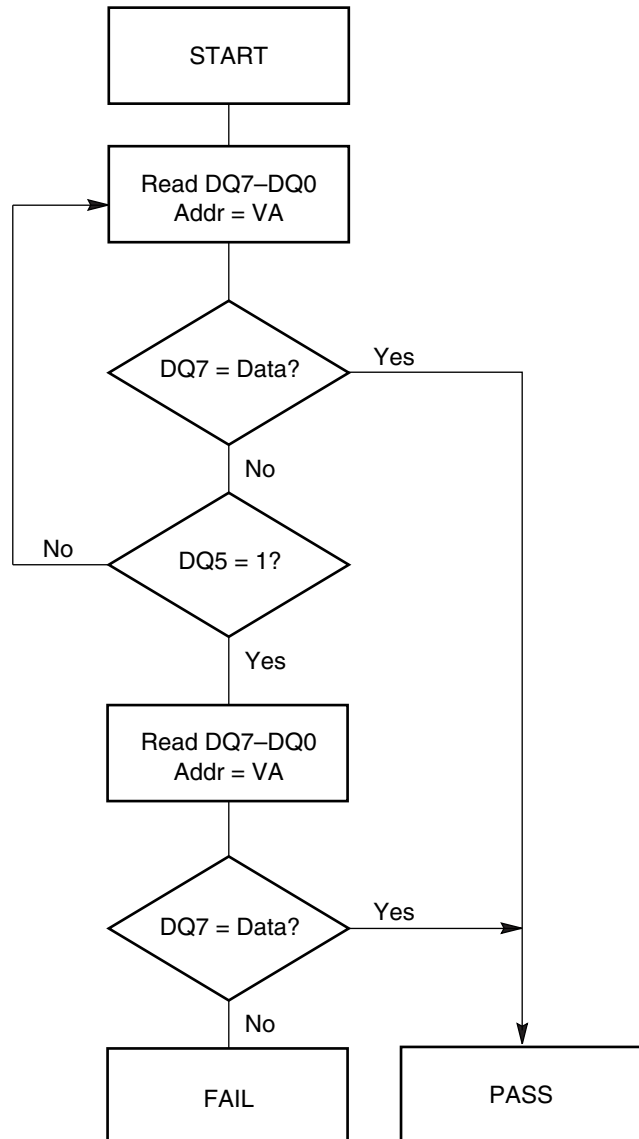 START
Read DQ7–DQ0
Addr = VA
DQ7 = Data?
Yes
No
No
DQ5 = 1?
Yes
Read DQ7–DQ0
Addr = VA
DQ7 = Data?
Yes
No
FAIL
PASS